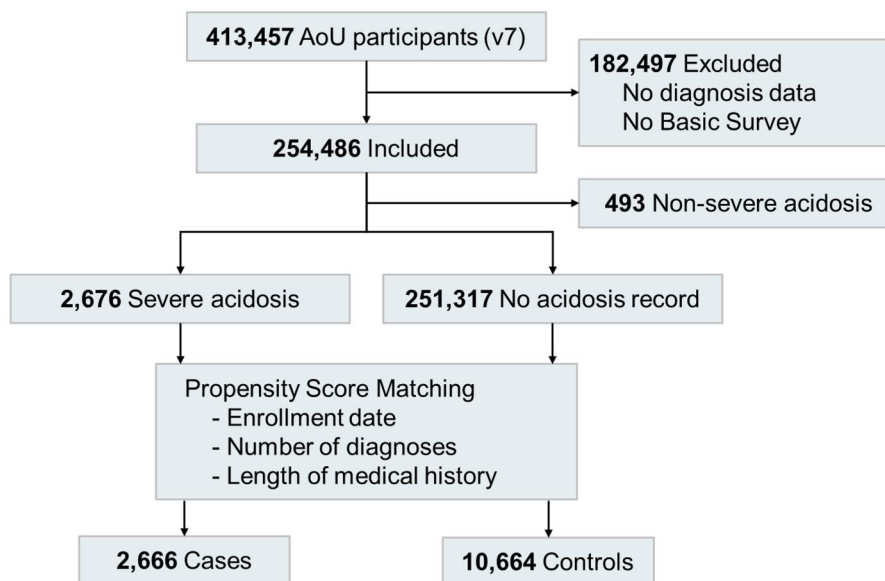 413,457 AoU participants (v7)
182,497 Excluded
No diagnosis data
No Basic Survey
254,486 Included
493 Non-severe acidosis
2,676 Severe acidosis
251,317 No acidosis record
Propensity Score Matching
- Enrollment date
- Number of diagnoses
- Length of medical history
2,666 Cases
10,664 Controls